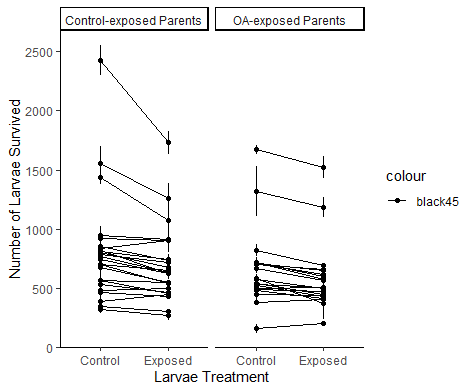 Control-exposed Parents
OA-exposed Parents
Number of Larvae Survived
2500
2000
1500
1000
500
0
Control
Exposed
Control
Exposed
Larvae Treatment
colour
black45